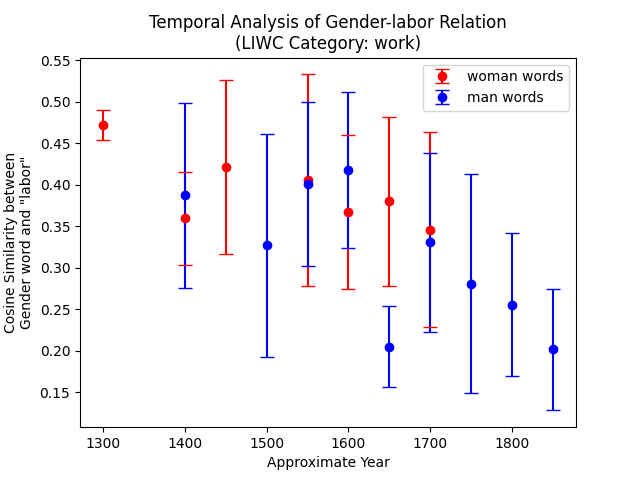 Temporal Analysis of Gender-labor Relation
(LIWC Category: work)
woman words
man words
Cosine Similarity between
Gender word and "labor"
0.55
0.50
0.45
0.40
0.35
0.30
0.25
0.20
0.15
1300 1400 1500 1600 1700 1800
Approximate Year